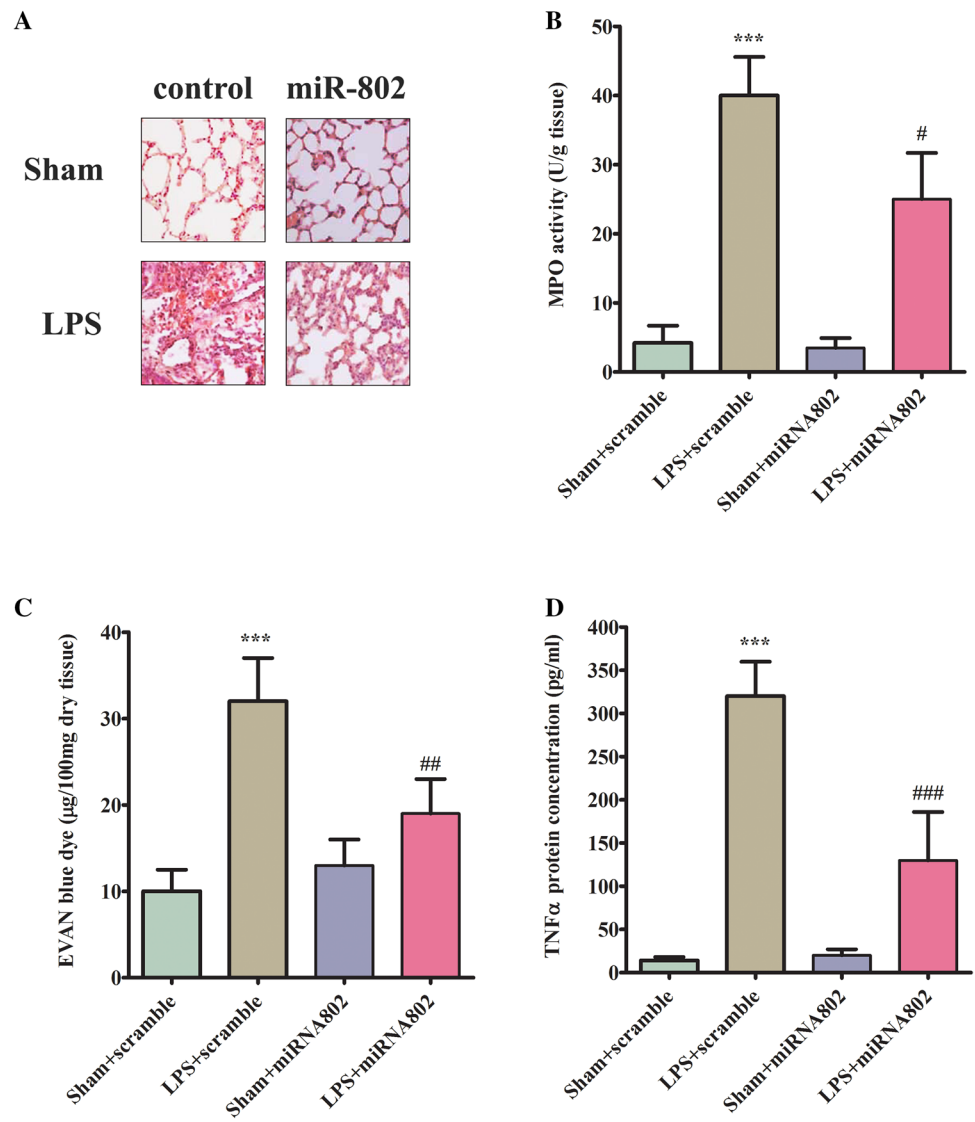 A
control miR-802
Sham
LPS
B
MPO activity (U/g tissue)
50
40
30
20
10
0
***
#
Sham+scramble
LPS+scramble
Sham+miRNA802
LPS+miRNA802
C
EVAN blue dye (µg/100mg dry tissue)
40
30
20
10
0
***
##
Sham+scramble
LPS+scramble
Sham+miRNA802
LPS+miRNA802
D
TNFα protein concentration (pg/ml)
400
350
300
250
200
150
100
50
0
***
###
Sham+scramble
LPS+scramble
Sham+miRNA802
LPS+miRNA802